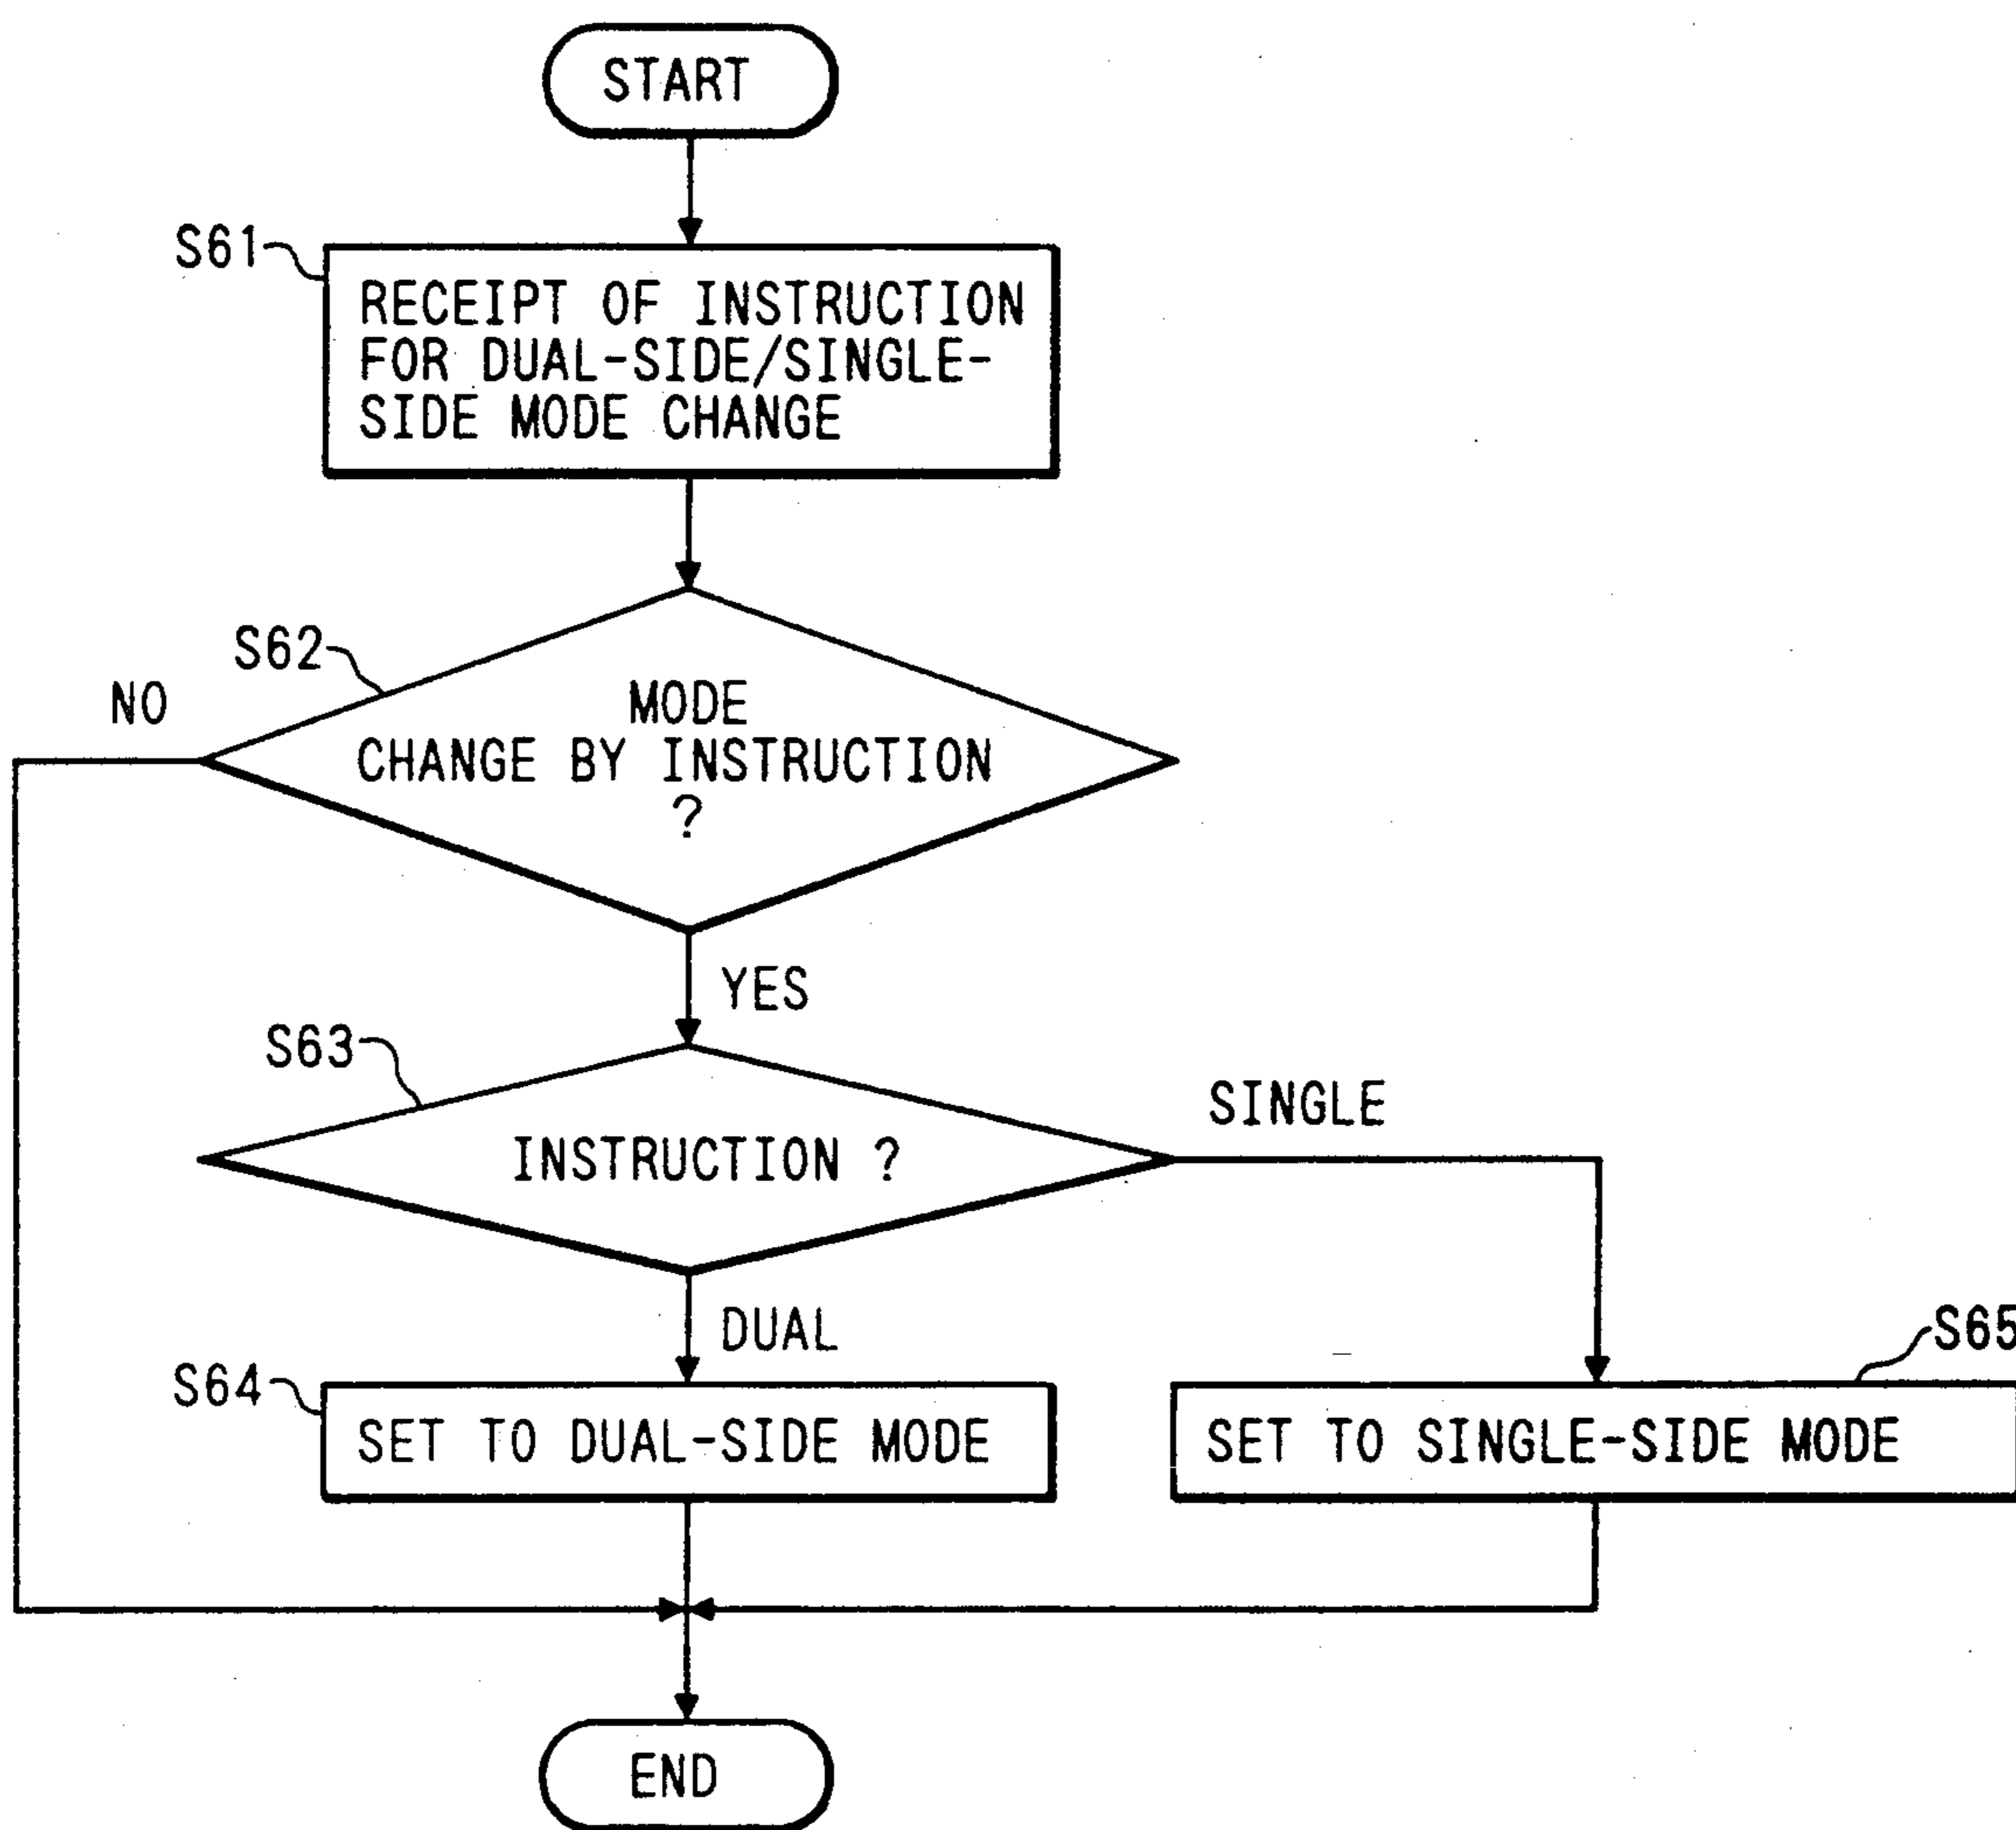 START
S61
RECEIPT OF INSTRUCTION
FOR DUAL-SIDE/SINGLE-
SIDE MODE CHANGE
S62
NO
MODE
CHANGE BY INSTRUCTION
?
YES
S63
SINGLE
INSTRUCTION ?
DUAL
S65
S64
SET TO DUAL-SIDE MODE
SET TO SINGLE-SIDE MODE
END